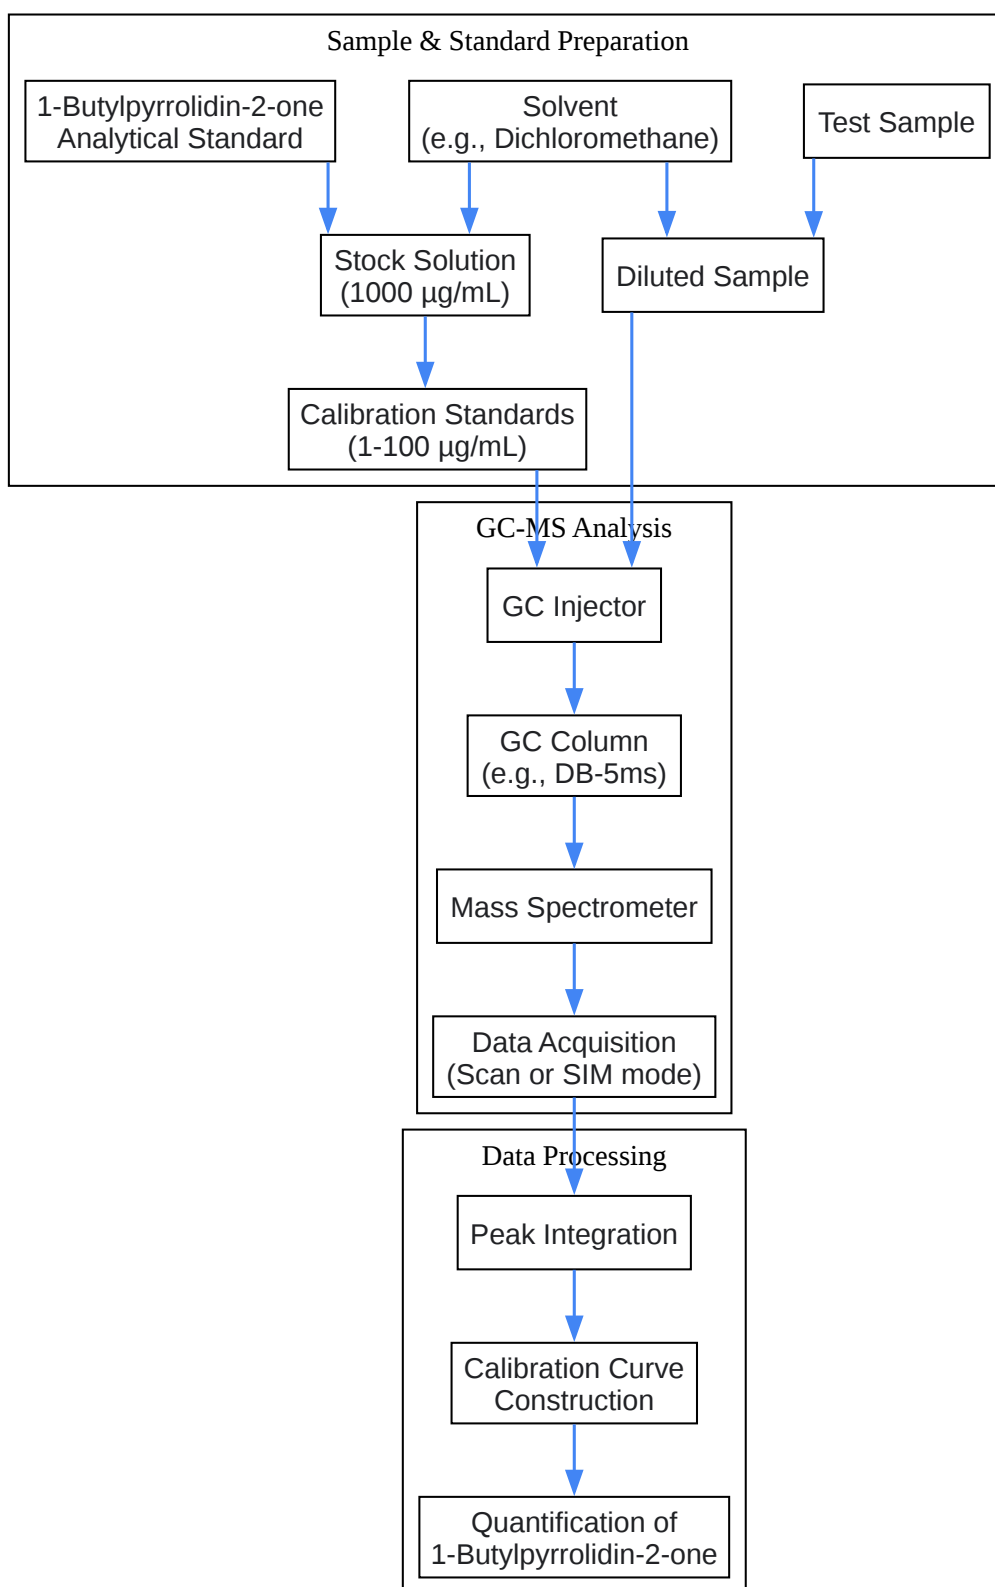 Sample & Standard Preparation
1-Butylpyrrolidin-2-one
Analytical Standard
Solvent
(e.g., Dichloromethane)
Test Sample
Stock Solution
(1000 µg/mL)
Diluted Sample
Calibration Standards
(1-100 µg/mL)
GC-MS Analysis
GC Injector
GC Column
(e.g., DB-5ms)
Mass Spectrometer
Data Acquisition
(Scan or SIM mode)
Data Processing
Peak Integration
Calibration Curve
Construction
Quantification of
1-Butylpyrrolidin-2-one